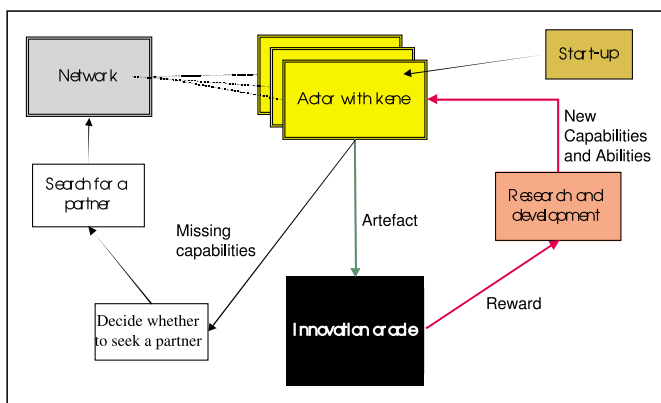 Network
Actor with kene
Start-up
New
Capabilities
and Abilities
Search for a
partner
Research and
development
Missing
capabilities
Artefact
Decide whether
to seek a partner
Innovation oracle
Reward